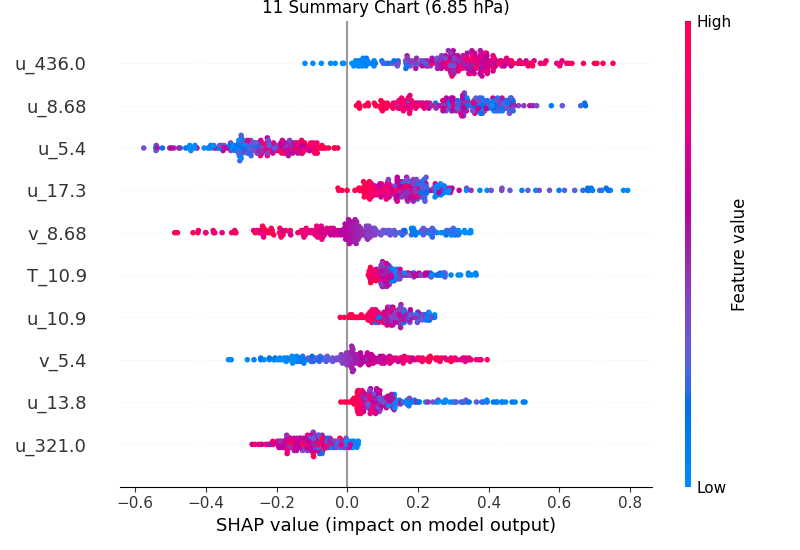 11 Summary Chart (6.85 hPa)
High
u_436.0
u_8.68
u_5.4
u_17.3
v_8.68
T_10.9
u_10.9
v_5.4
u_13.8
u_321.0
Feature value
Low
−0.6 −0.4 −0.2 0.0 0.2 0.4 0.6 0.8
SHAP value (impact on model output)